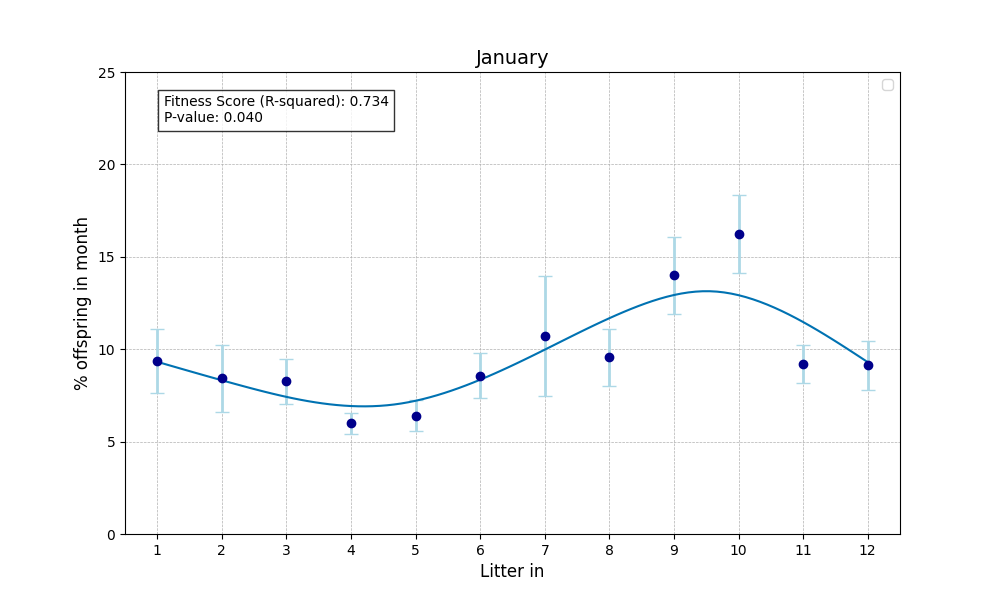 January
Fitness Score (R-squared): 0.734
P-value: 0.040
% offspring in month
25
20
15
10
5
0
1 2 3 4 5 6 7 8 9 10 11 12
Litter in